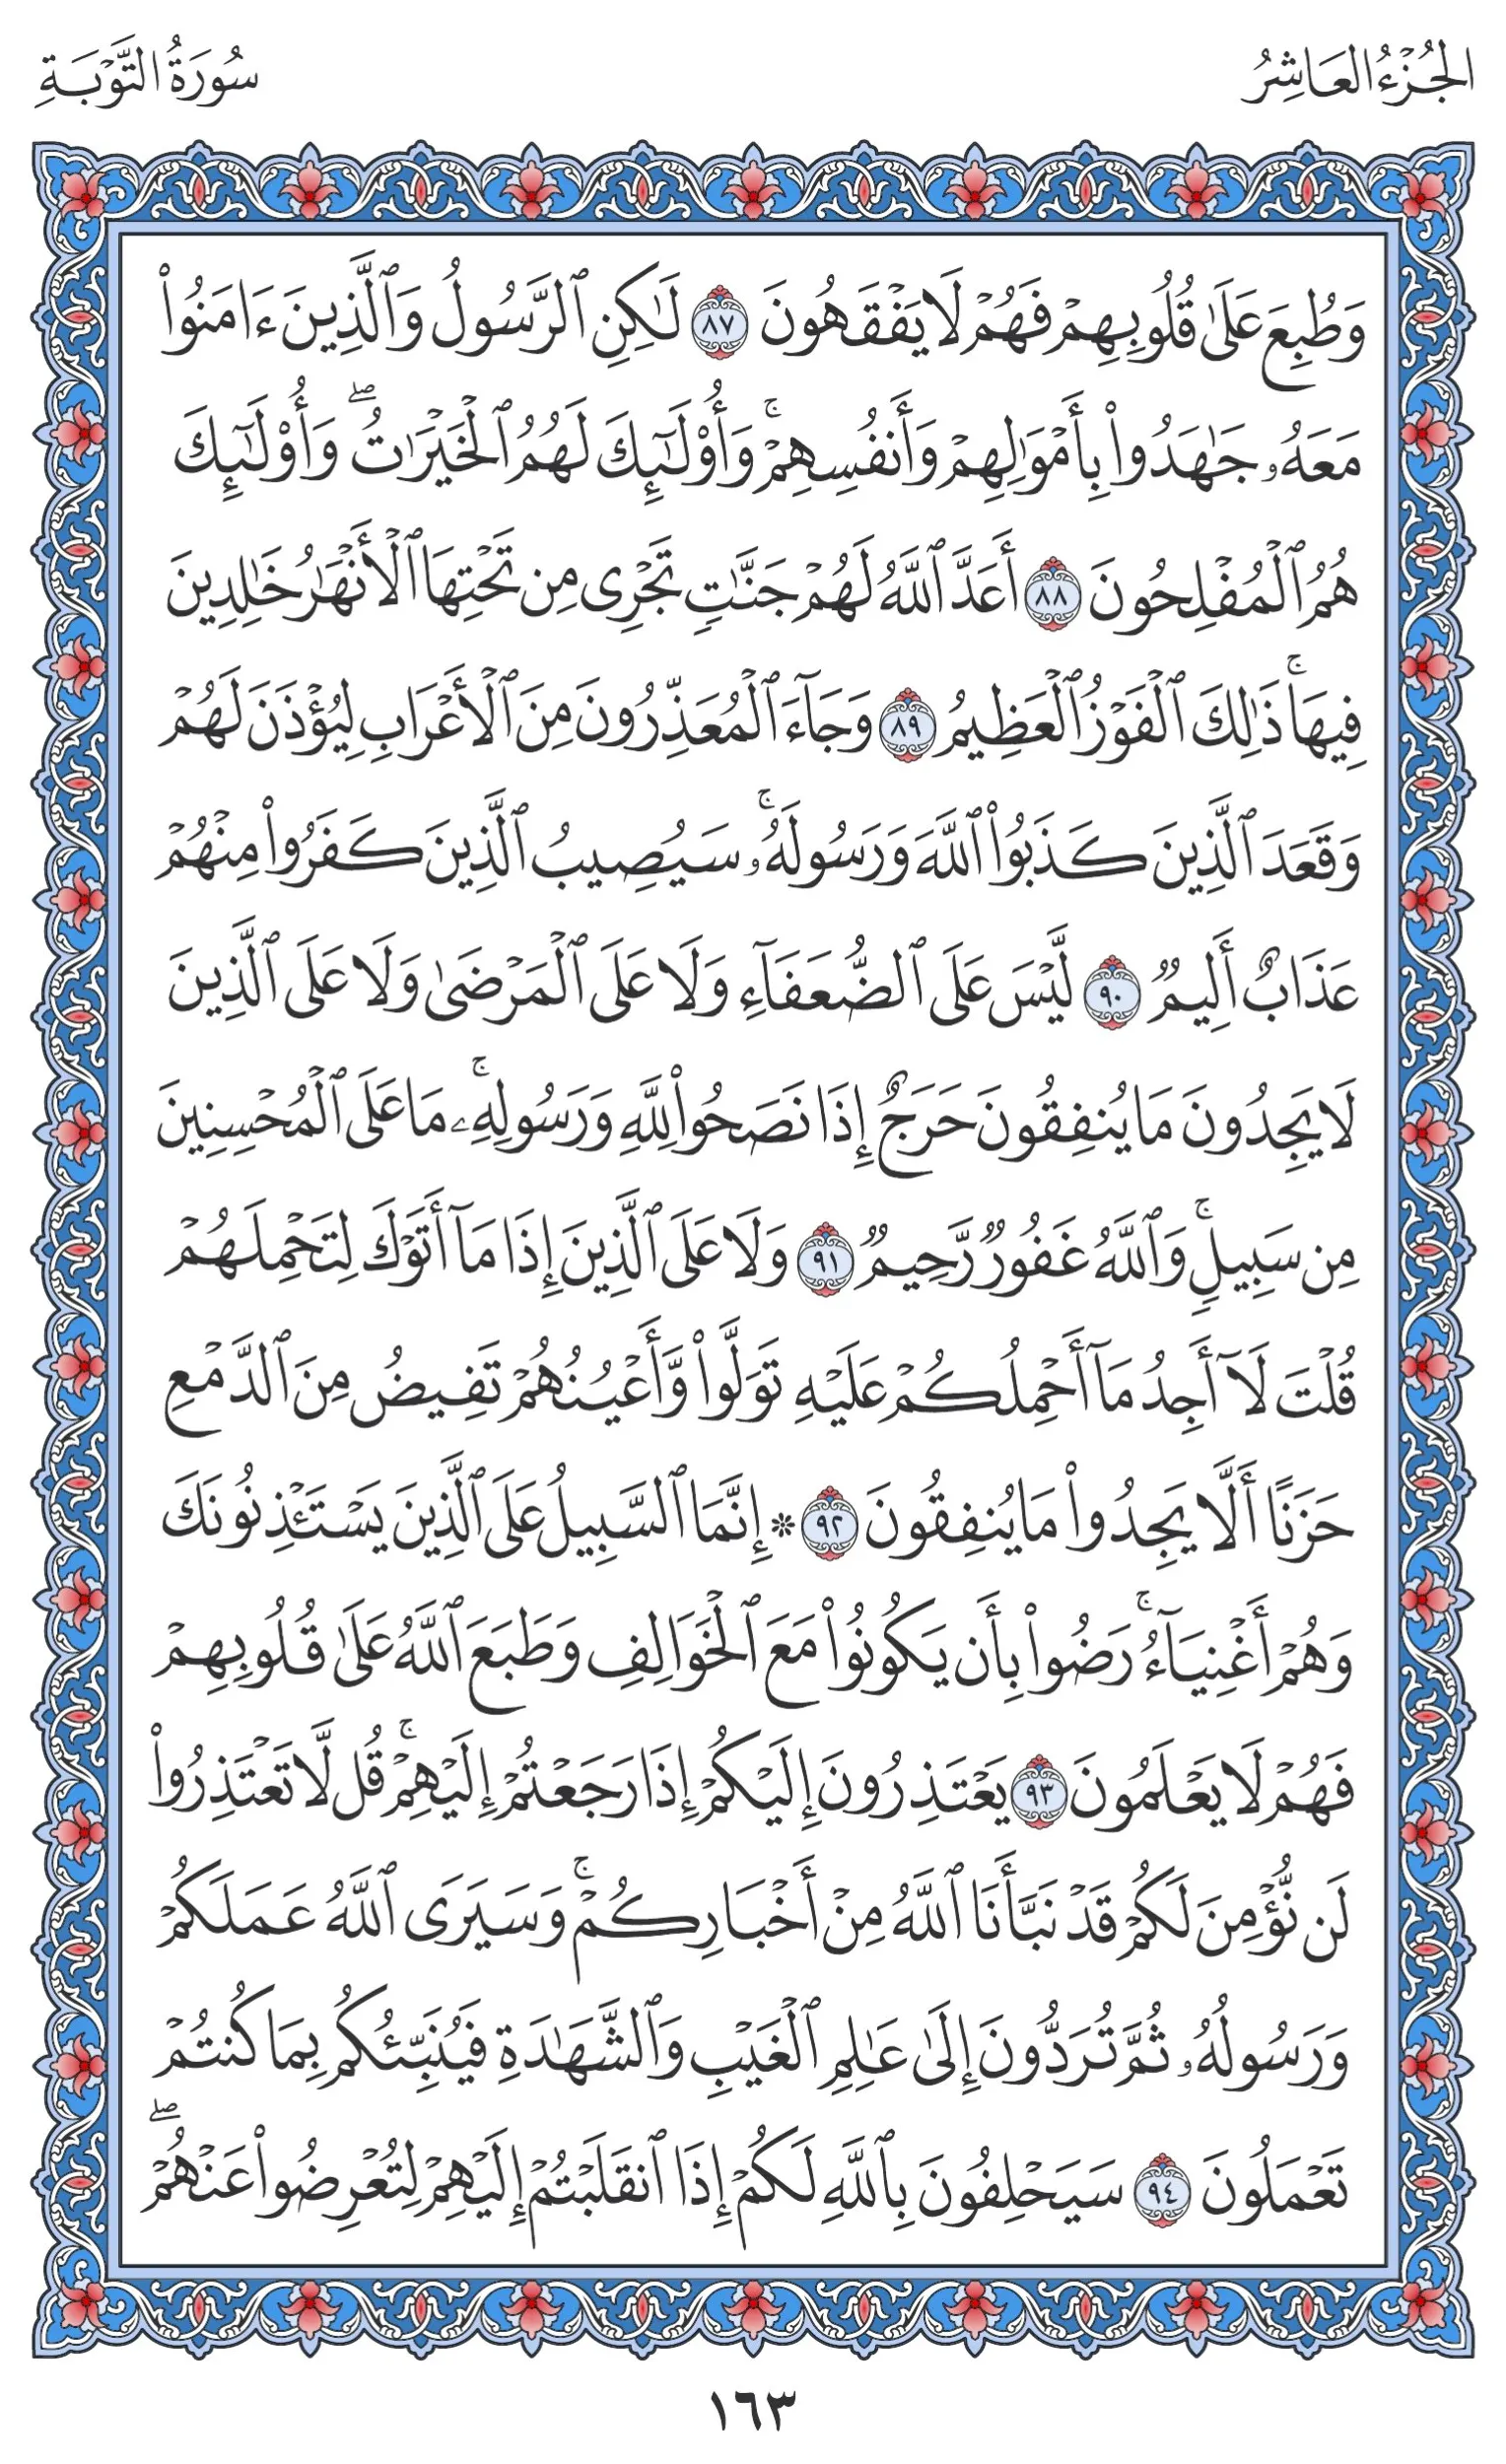 الجُزْءُ العَاشِرُ
سُورَةُ التَّوْبَةِ
وَطُبِعَ عَلَىٰ قُلُوبِهِمْ فَهُمْ لَا يَفْقَهُونَ ٨٧ لَٰكِنِ ٱلرَّسُولُ وَٱلَّذِينَ ءَامَنُوا۟
مَعَهُۥ جَٰهَدُوا۟ بِأَمْوَٰلِهِمْ وَأَنفُسِهِمْۚ وَأُو۟لَٰٓئِكَ لَهُمُ ٱلْخَيْرَٰتُۖ وَأُو۟لَٰٓئِكَ
هُمُ ٱلْمُفْلِحُونَ ٨٨ أَعَدَّ ٱللَّهُ لَهُمْ جَنَّٰتٍ تَجْرِى مِن تَحْتِهَا ٱلْأَنْهَٰرُ خَٰلِدِينَ
فِيهَاۚ ذَٰلِكَ ٱلْفَوْزُ ٱلْعَظِيمُ ٨٩ وَجَآءَ ٱلْمُعَذِّرُونَ مِنَ ٱلْأَعْرَابِ لِيُؤْذَنَ لَهُمْ
وَقَعَدَ ٱلَّذِينَ كَذَبُوا۟ ٱللَّهَ وَرَسُولَهُۥۚ سَيُصِيبُ ٱلَّذِينَ كَفَرُوا۟ مِنْهُمْ
عَذَابٌ أَلِيمٌ ٩٠ لَّيْسَ عَلَى ٱلضُّعَفَآءِ وَلَا عَلَى ٱلْمَرْضَىٰ وَلَا عَلَى ٱلَّذِينَ
لَا يَجِدُونَ مَا يُنفِقُونَ حَرَجٌ إِذَا نَصَحُوا۟ لِلَّهِ وَرَسُولِهِۦۚ مَا عَلَى ٱلْمُحْسِنِينَ
مِن سَبِيلٍۚ وَٱللَّهُ غَفُورٌ رَّحِيمٌ ٩١ وَلَا عَلَى ٱلَّذِينَ إِذَا مَآ أَتَوْكَ لِتَحْمِلَهُمْ
قُلْتَ لَآ أَجِدُ مَآ أَحْمِلُكُمْ عَلَيْهِ تَوَلَّوا۟ وَّأَعْيُنُهُمْ تَفِيضُ مِنَ ٱلدَّمْعِ
حَزَنًا أَلَّا يَجِدُوا۟ مَا يُنفِقُونَ ٩٢ ۞ إِنَّمَا ٱلسَّبِيلُ عَلَى ٱلَّذِينَ يَسْتَـْٔذِنُونَكَ
وَهُمْ أَغْنِيَآءُۚ رَضُوا۟ بِأَن يَكُونُوا۟ مَعَ ٱلْخَوَالِفِ وَطَبَعَ ٱللَّهُ عَلَىٰ قُلُوبِهِمْ
فَهُمْ لَا يَعْلَمُونَ ٩٣ يَعْتَذِرُونَ إِلَيْكُمْ إِذَا رَجَعْتُمْ إِلَيْهِمْۚ قُل لَّا تَعْتَذِرُوا۟
لَن نُّؤْمِنَ لَكُمْ قَدْ نَبَّأَنَا ٱللَّهُ مِنْ أَخْبَارِكُمْۚ وَسَيَرَى ٱللَّهُ عَمَلَكُمْ
وَرَسُولُهُۥ ثُمَّ تُرَدُّونَ إِلَىٰ عَٰلِمِ ٱلْغَيْبِ وَٱلشَّهَٰدَةِ فَيُنَبِّئُكُم بِمَا كُنتُمْ
تَعْمَلُونَ ٩٤ سَيَحْلِفُونَ بِٱللَّهِ لَكُمْ إِذَا ٱنقَلَبْتُمْ إِلَيْهِمْ لِتُعْرِضُوا۟ عَنْهُمْۖ
١٦٣